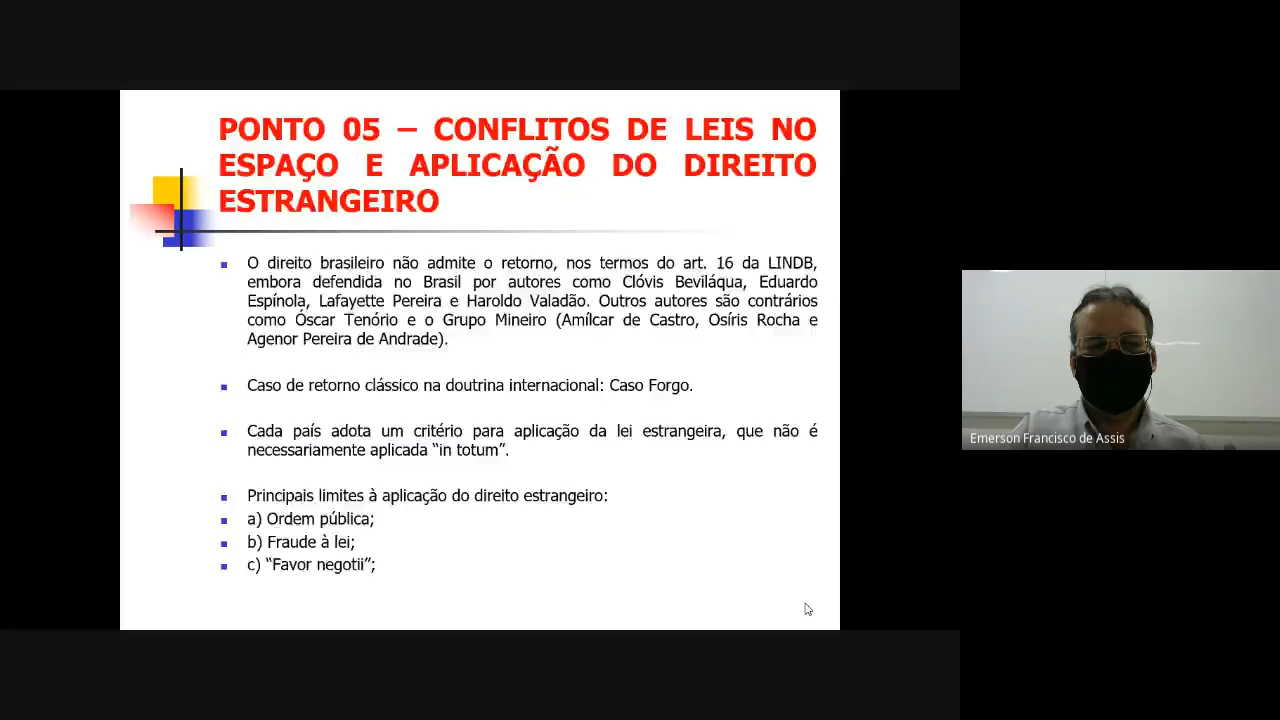 PONTO 05 – CONFLITOS DE LEIS NO
ESPAÇO E APLICAÇÃO DO DIREITO
ESTRANGEIRO
O direito brasileiro não admite o retorno, nos termos do art. 16 da LINDB,
embora defendida no Brasil por autores como Clóvis Beviláqua, Eduardo
Espínola, Lafayette Pereira e Haroldo Valadão. Outros autores são contrários
como Óscar Tenório e o Grupo Mineiro (Amílcar de Castro, Osíris Rocha e
Agenor Pereira de Andrade).
Caso de retorno clássico na doutrina internacional: Caso Forgo.
Cada país adota um critério para aplicação da lei estrangeira, que não é
necessariamente aplicada “in totum”.
Principais limites à aplicação do direito estrangeiro:
a) Ordem pública;
b) Fraude à lei;
c) “Favor negotii”;
Emerson Francisco de Assis